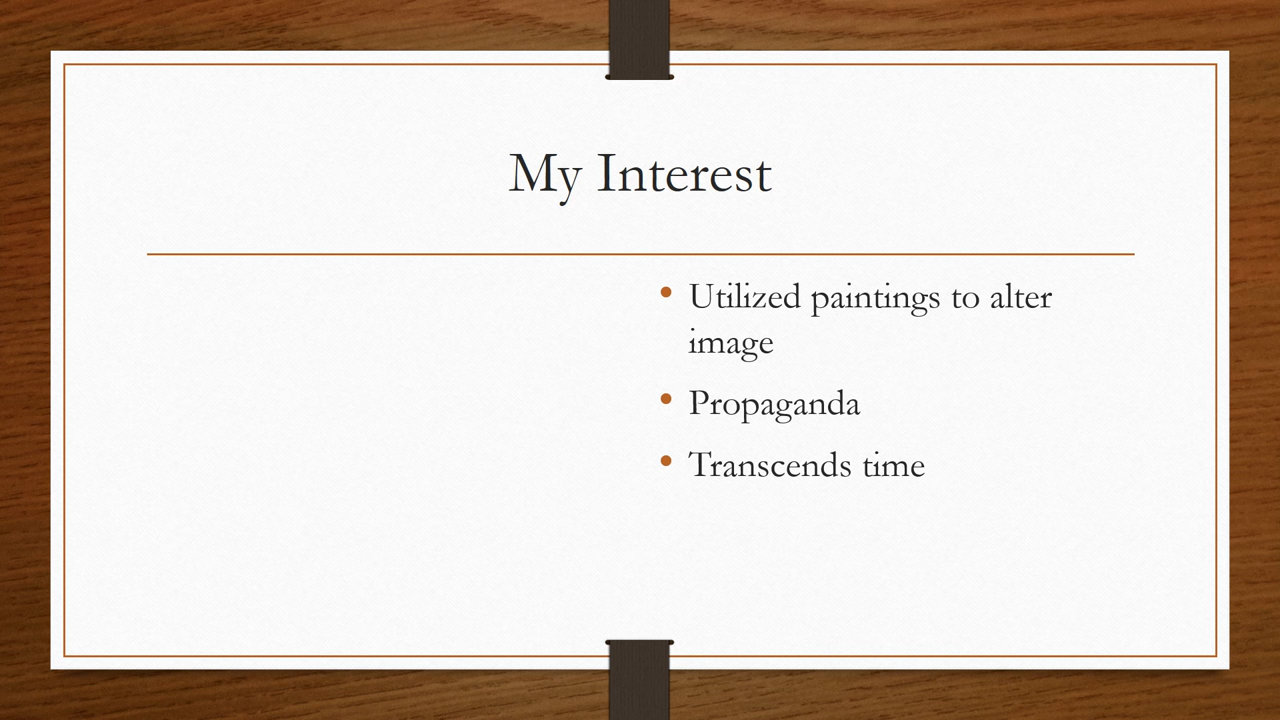 My Interest
• Utilized paintings to alter
image
• Propaganda
• Transcends time